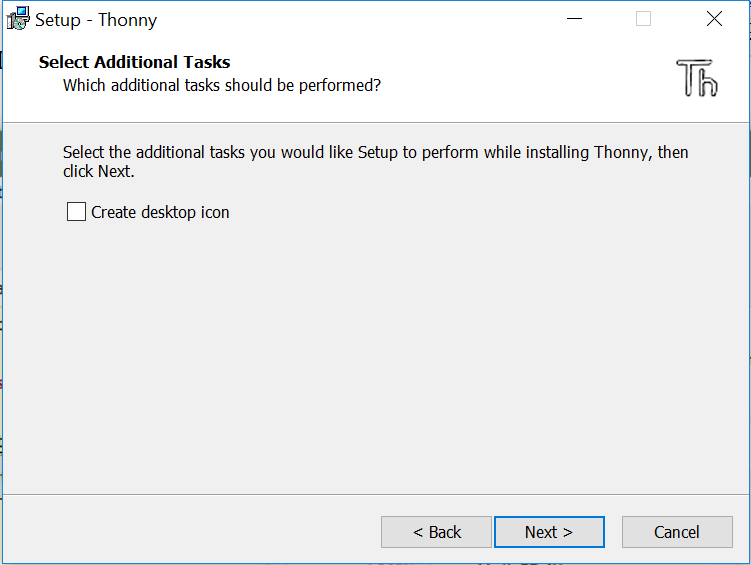 Setup - Thonny
Select Additional Tasks
Which additional tasks should be performed?
Th
Select the additional tasks you would like Setup to perform while installing Thonny, then
click Next.
Create desktop icon
< Back
Next >
Cancel